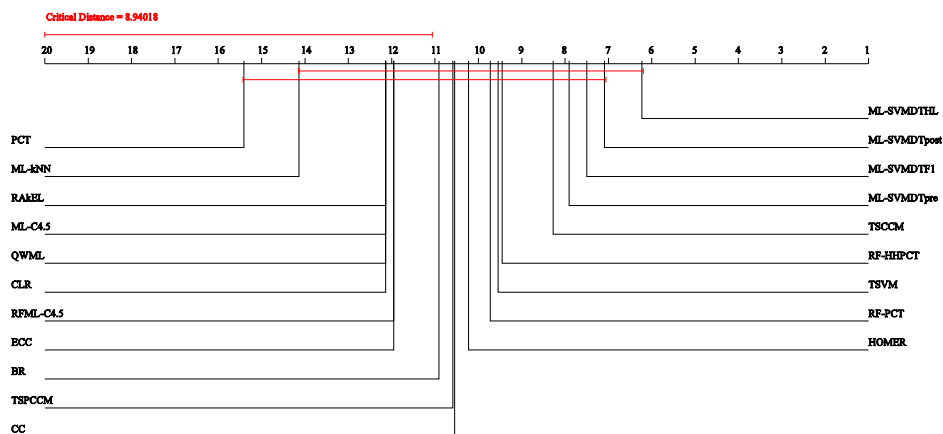 Critical Distance = 8.94018
20 19 18 17 16 15 14 13 12 11 10 9 8 7 6 5 4 3 2 1
PCT
ML-kNN
RAkEL
ML-C4.5
QWML
CLR
RFML-C4.5
ECC
BR
TSPCCM
CC
ML-SVMDTHL
ML-SVMDTpost
ML-SVMDTF1
ML-SVMDTpre
TSCCM
RF-HHPCT
TSVM
RF-PCT
HOMER